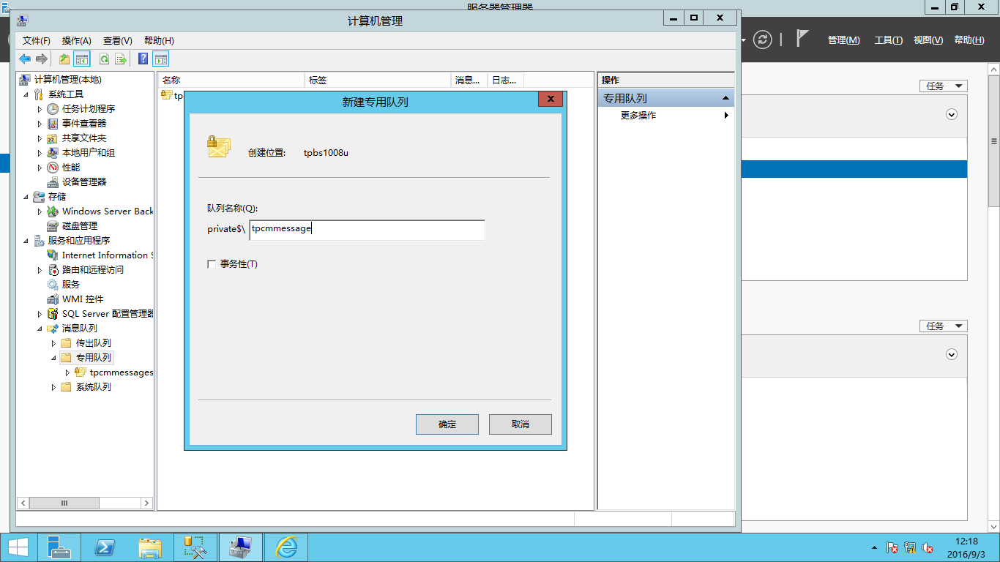 服务器管理器
计算机管理
文件(F) 操作(A) 查看(V) 帮助(H)
管理(M) 工具(T) 视图(V) 帮助(H)
计算机管理(本地)
系统工具
任务计划程序
事件查看器
共享文件夹
本地用户和组
性能
设备管理器
存储
Windows Server Back
磁盘管理
服务和应用程序
Internet Information S
路由和远程访问
服务
WMI 控件
SQL Server 配置管理器
消息队列
传出队列
专用队列
tpcmmessages
系统队列
名称 标签 消息... 日志...
tp
新建专用队列
创建位置: tpbs1008u
队列名称(Q):
private$\ tpcmmessage
事务性(T)
确定 取消
操作
专用队列
更多操作
任务
任务
12:18
2016/9/3